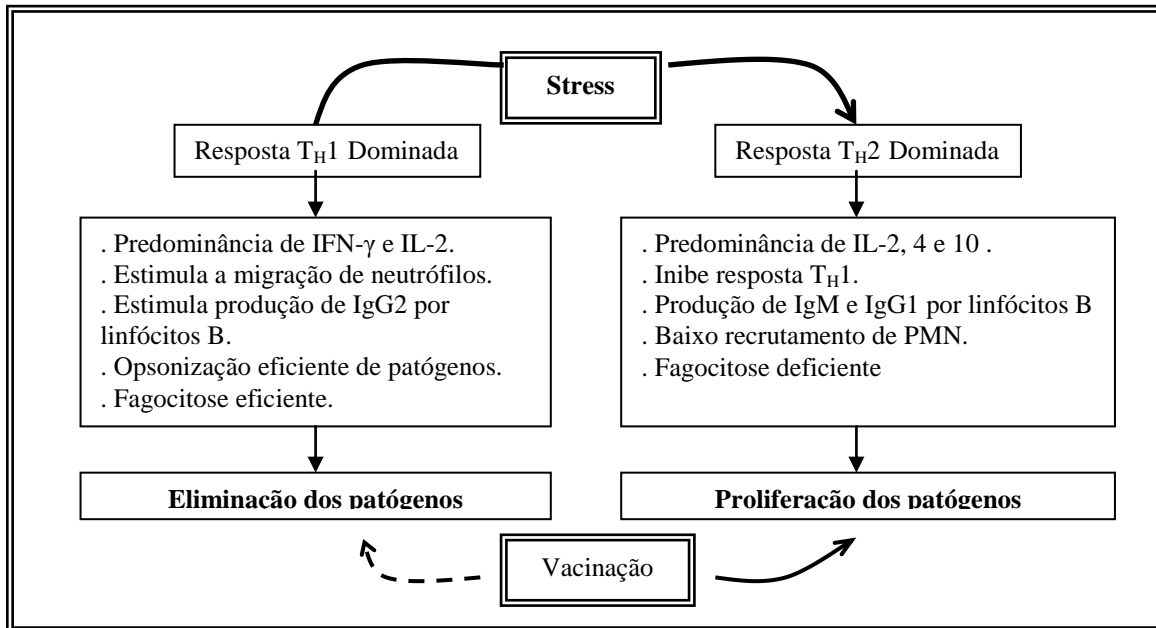 Stress
Resposta TH1 Dominada
Resposta TH2 Dominada
. Predominância de IFN-γ e IL-2.
. Estimula a migração de neutrófilos.
. Estimula produção de IgG2 por
linfócitos B.
. Opsonização eficiente de patógenos.
. Fagocitose eficiente.
. Predominância de IL-2, 4 e 10 .
. Inibe resposta TH1.
. Produção de IgM e IgG1 por linfócitos B
. Baixo recrutamento de PMN.
. Fagocitose deficiente
Eliminação dos patógenos
Proliferação dos patógenos
Vacinação